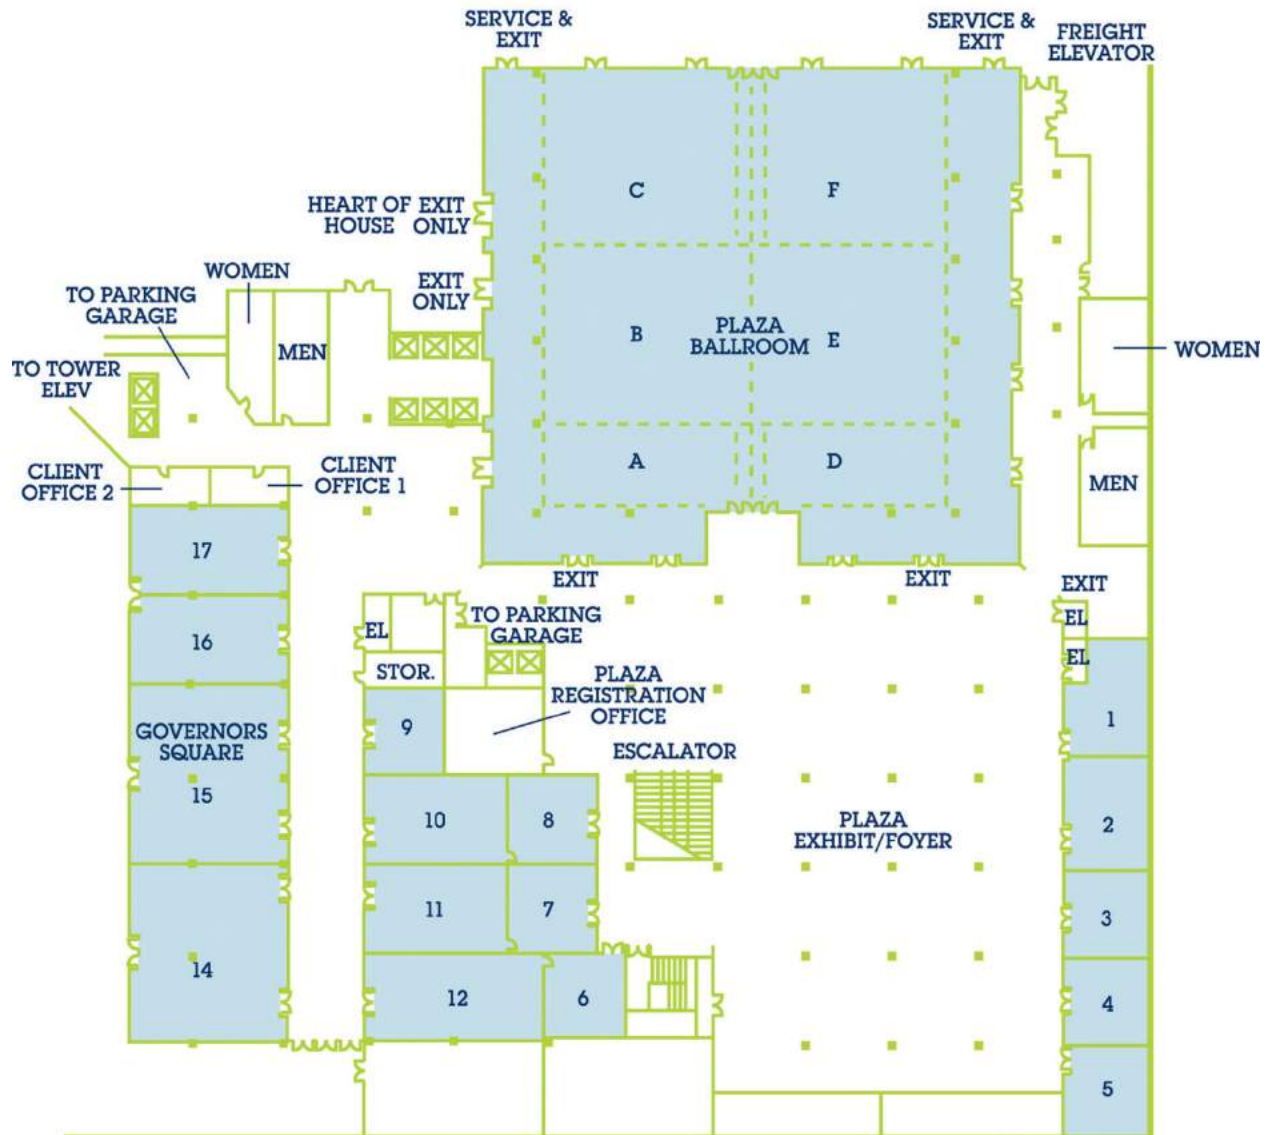 SERVICE &
EXIT
SERVICE &
EXIT
FREIGHT
ELEVATOR
C
F
HEART OF
HOUSE
EXIT
ONLY
WOMEN
EXIT
ONLY
TO PARKING
GARAGE
MEN
B
PLAZA
BALLROOM
E
WOMEN
TO TOWER
ELEV
A
D
CLIENT
OFFICE 2
CLIENT
OFFICE 1
MEN
17
EXIT
EXIT
EXIT
16
EL
TO PARKING
GARAGE
EL
EL
STOR.
PLAZA
REGISTRATION
OFFICE
9
1
GOVERNORS
SQUARE
ESCALATOR
15
10
8
PLAZA
EXHIBIT/FOYER
2
11
7
3
14
12
6
4
5